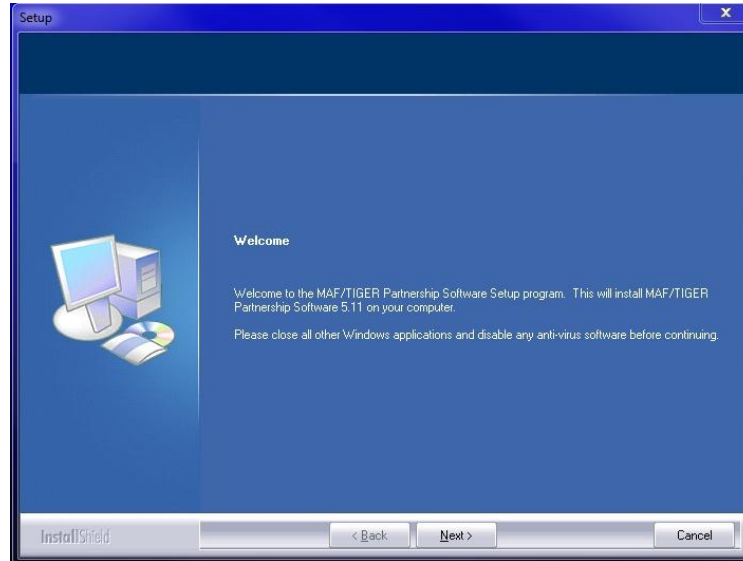 Setup
Welcome
Welcome to the MAF/TIGER Partnership Software Setup program. This will install MAF/TIGER
Partnership Software 5.11 on your computer.
Please close all other Windows applications and disable any anti-virus software before continuing.
InstallShield
< Back
Next >
Cancel